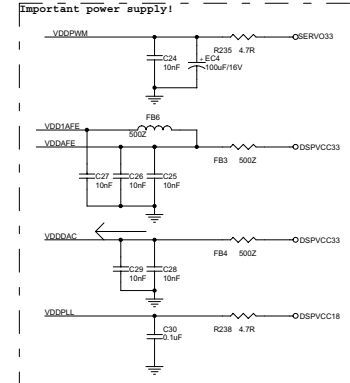 Important power supply!
VDDPWM
SERVO33
R235 4.7R
C24
10nF
+ EC4
100uF/16V
FB6
500Z
VDD1AFE
VDDAFE
DSPVCC33
FB3 500Z
C27
10nF
C26
10nF
C25
10nF
VDDDAC
DSPVCC33
FB4 500Z
C29
10nF
C28
10nF
VDDPLL
DSPVCC18
R238 4.7R
C30
0.1uF